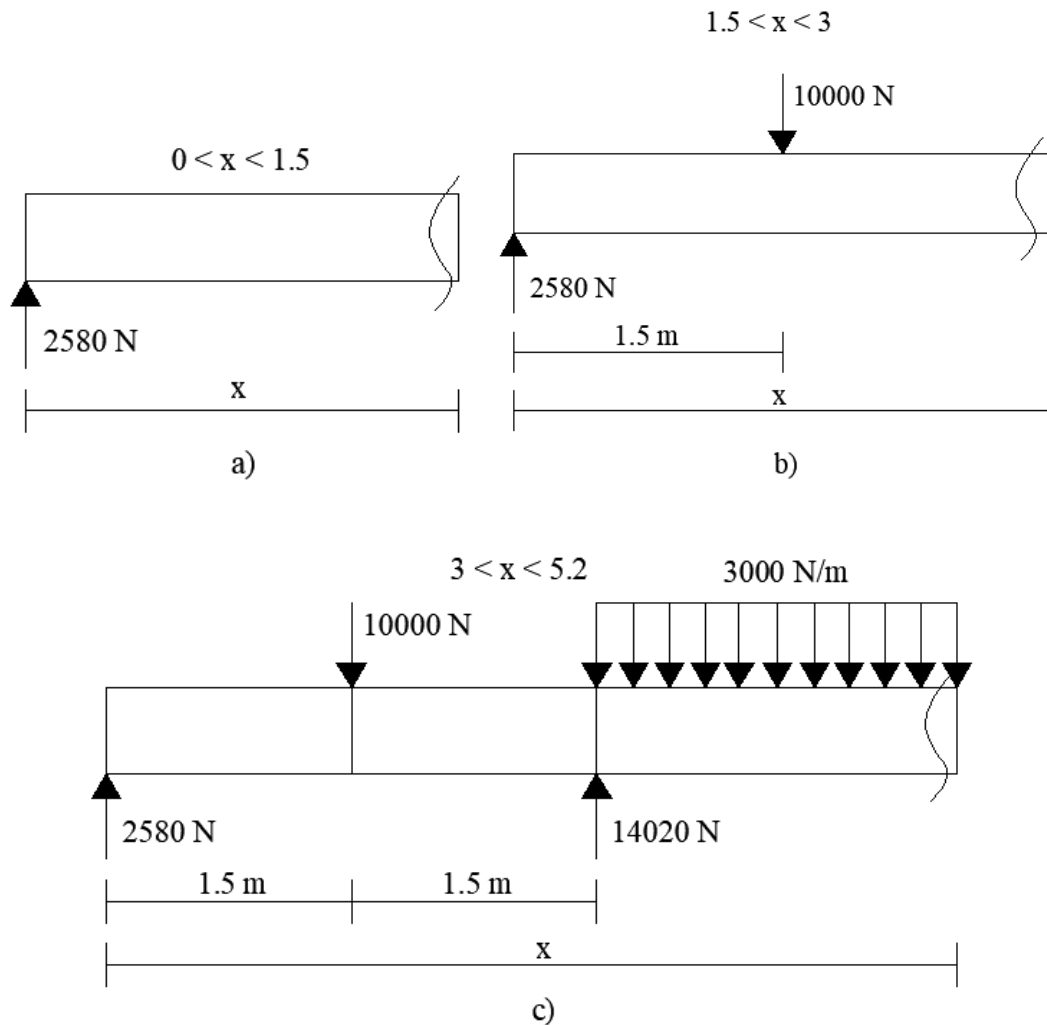 0 < x < 1.5
2580 N
x
a)
1.5 < x < 3
10000 N
2580 N
1.5 m
x
b)
3 < x < 5.2
3000 N/m
10000 N
2580 N
14020 N
1.5 m
1.5 m
x
c)